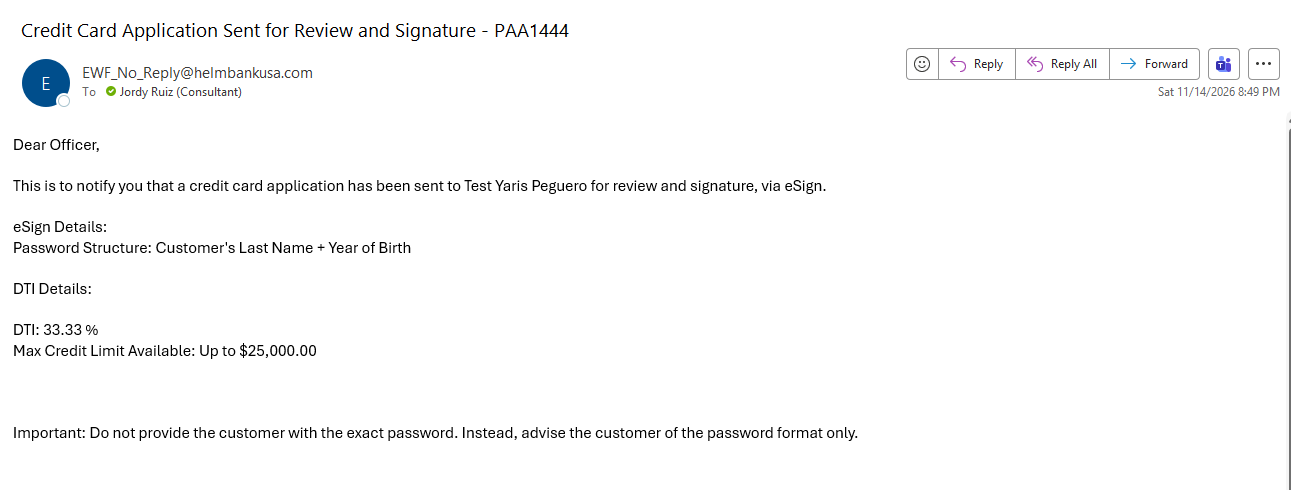 Credit Card Application Sent for Review and Signature - PAA1444
E
EWF_No_Reply@helmbankusa.com
To Jordy Ruiz (Consultant)
Reply
Reply All
Forward
Sat 11/14/2026 8:49 PM
Dear Officer,
This is to notify you that a credit card application has been sent to Test Yaris Peguero for review and signature, via eSign.
eSign Details:
Password Structure: Customer's Last Name + Year of Birth
DTI Details:
DTI: 33.33 %
Max Credit Limit Available: Up to $25,000.00
Important: Do not provide the customer with the exact password. Instead, advise the customer of the password format only.